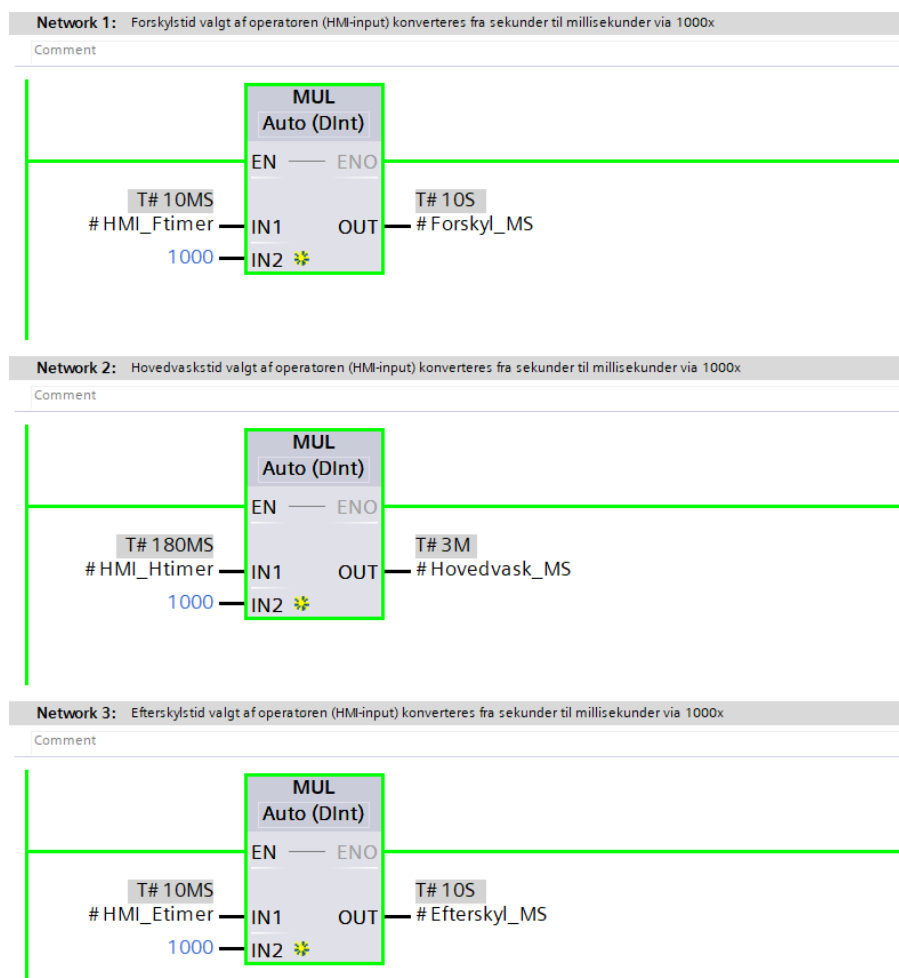 Network 1: Forskylstid valgt af operatøren (HMI-input) konverteres fra sekunder til millisekunder via 1000x
Comment
MUL
Auto (DInt)
EN ENO
T#10MS T#10S
#HMI_Ftimer IN1 OUT #Forskyl_MS
1000 IN2
Network 2: Hovedvaskstid valgt af operatøren (HMI-input) konverteres fra sekunder til millisekunder via 1000x
Comment
MUL
Auto (DInt)
EN ENO
T#180MS T#3M
#HMI_Htimer IN1 OUT #Hovedvask_MS
1000 IN2
Network 3: Efterskylstid valgt af operatøren (HMI-input) konverteres fra sekunder til millisekunder via 1000x
Comment
MUL
Auto (DInt)
EN ENO
T#10MS T#10S
#HMI_Etimer IN1 OUT #Efterskyl_MS
1000 IN2